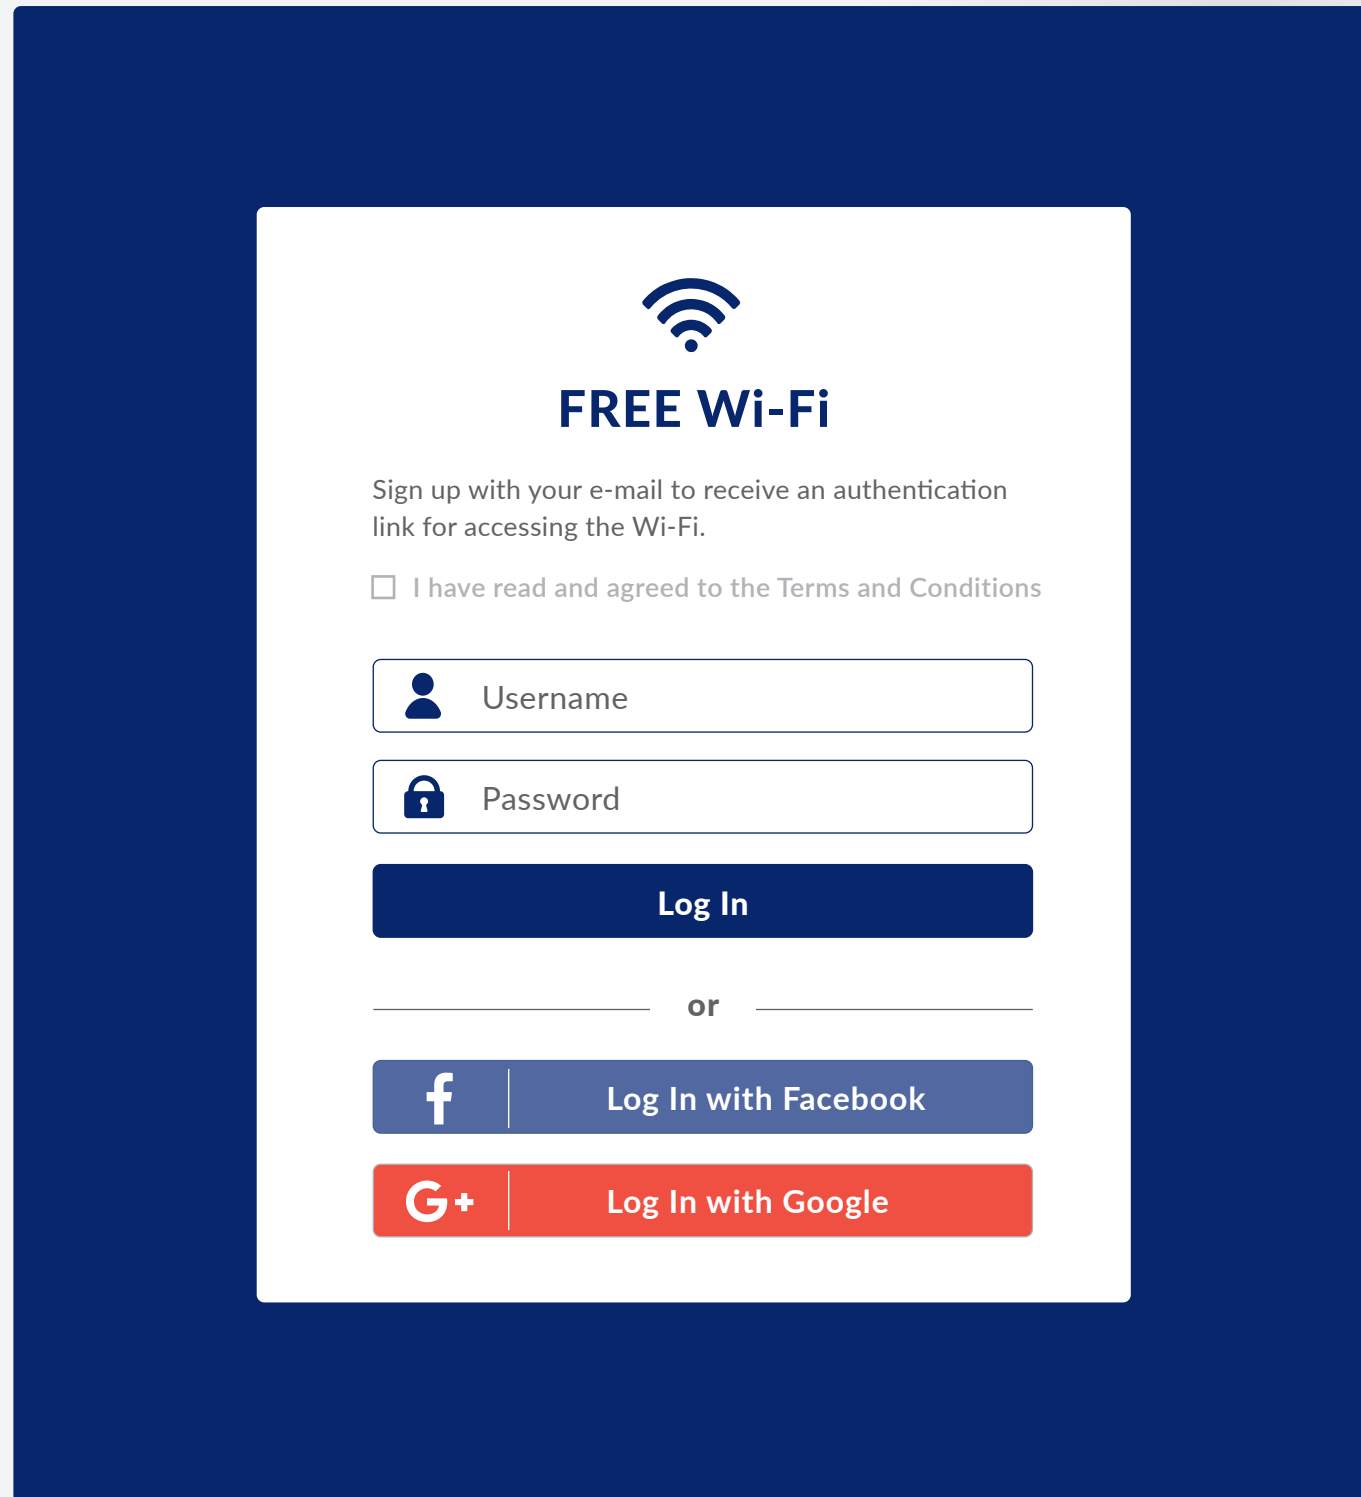 FREE Wi-Fi
Sign up with your e-mail to receive an authentication
link for accessing the Wi-Fi.
I have read and agreed to the Terms and Conditions
Username
Password
Log In
or
f Log In with Facebook
G+ Log In with Google